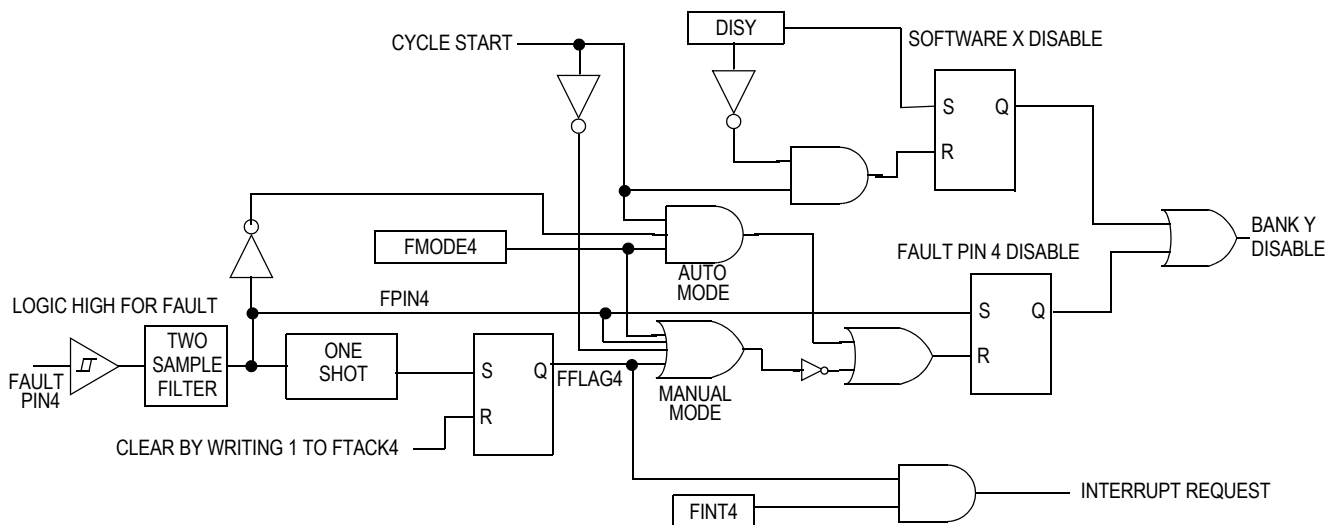 DISY
CYCLE START
SOFTWARE X DISABLE
S
Q
R
BANK Y
DISABLE
FMODE4
AUTO
MODE
FAULT PIN 4 DISABLE
LOGIC HIGH FOR FAULT
FPIN4
S
Q
R
TWO
SAMPLE
FILTER
ONE
SHOT
FAULT
PIN4
S
Q
R
FFLAG4
MANUAL
MODE
CLEAR BY WRITING 1 TO FTACK4
FINT4
INTERRUPT REQUEST